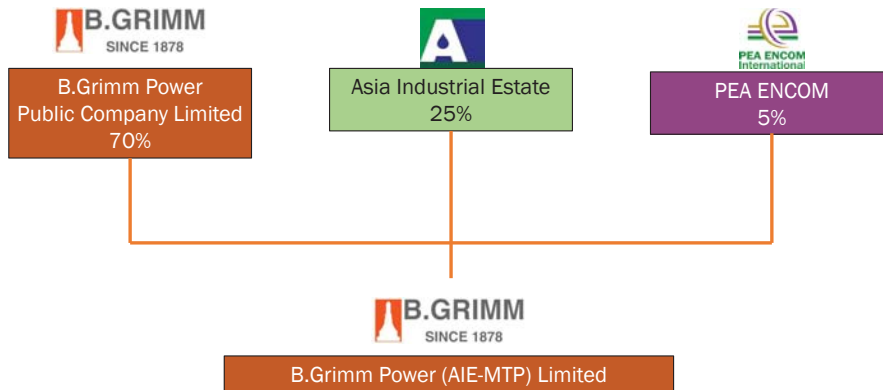 B.GRIMM
SINCE 1878
A
PEA ENCOM
International
B.Grimm Power
Public Company Limited
70%
Asia Industrial Estate
25%
PEA ENCOM
5%
B.GRIMM
SINCE 1878
B.Grimm Power (AIE-MTP) Limited